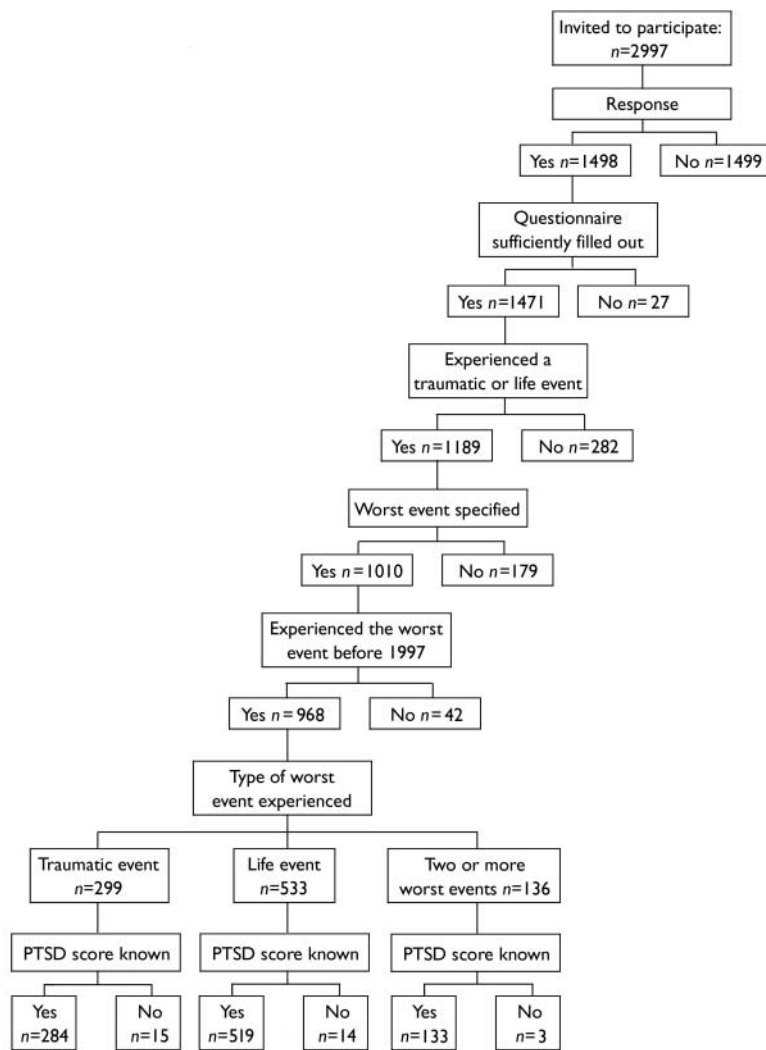 Invited to participate:
n=2997
Response
Yes n=1498
No n=1499
Questionnaire
sufficiently filled out
Yes n=1471
No n=27
Experienced a
traumatic or life event
Yes n=1189
No n=282
Worst event specified
Yes n=1010
No n=179
Experienced the worst
event before 1997
Yes n=968
No n=42
Type of worst
event experienced
Traumatic event
n=299
Life event
n=533
Two or more
worst events n=136
PTSD score known
PTSD score known
PTSD score known
Yes
n=284
No
n=15
Yes
n=519
No
n=14
Yes
n=133
No
n=3